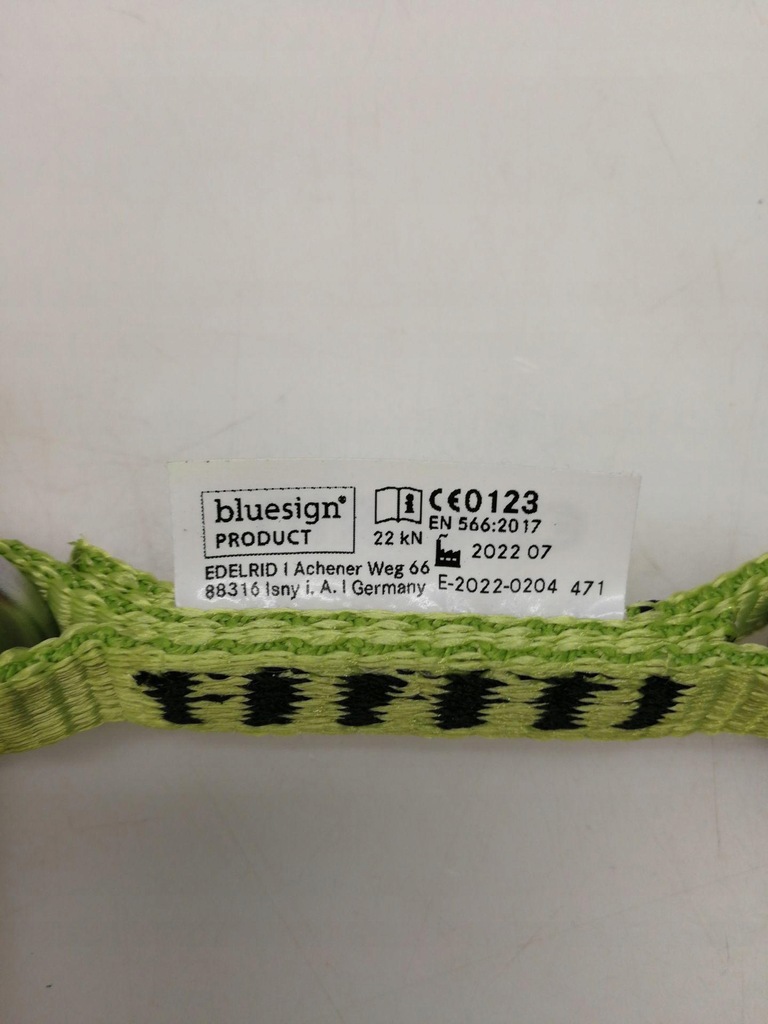 bluesign®
PRODUCT
22 kN
CE0123
EN 566:2017
2022 07
EDELRID | Achener Weg 66
88316 Isny i. A. | Germany
E-2022-0204 471